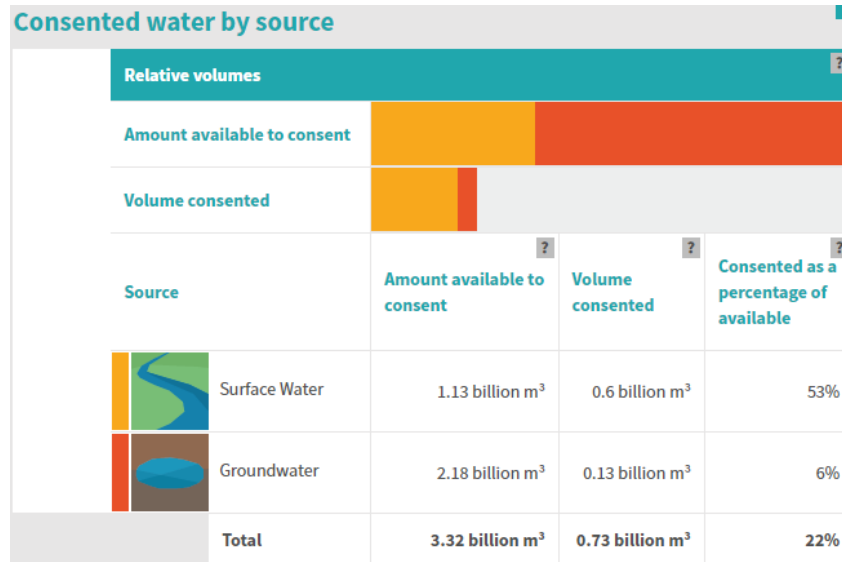 Consented water by source
?
Relative volumes
Amount available to consent
Volume consented
? ? ?
Source
Amount available to
consent
Volume
consented
Consented as a
percentage of
available
Surface Water 1.13 billion m³ 0.6 billion m³ 53%
Groundwater 2.18 billion m³ 0.13 billion m³ 6%
Total 3.32 billion m³ 0.73 billion m³ 22%